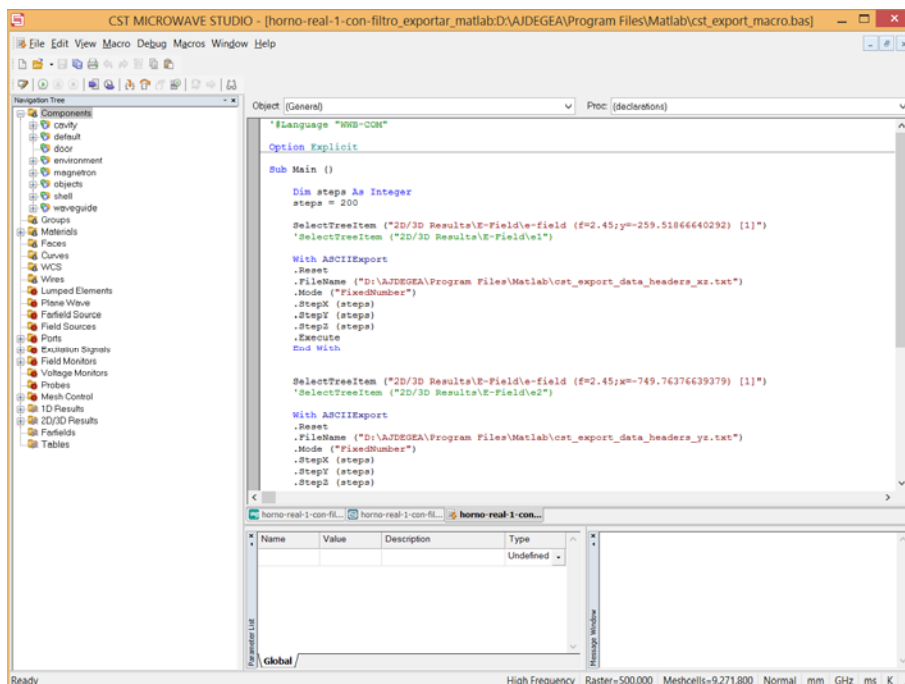 CST MICROWAVE STUDIO - [horno-real-1-con-filtro_exportar_matlab:D:\AJDEGEA\Program Files\Matlab\cst_export_macro.bas]
File Edit View Macro Debug Macros Window Help
Navigation Tree
Components
cavity
default
door
environment
magnetron
objects
shell
waveguide
Groups
Materials
Faces
Curves
WCS
Wires
Lumped Elements
Plane Wave
Farfield Source
Field Sources
Ports
Excitation Signals
Field Monitors
Voltage Monitors
Probes
Mesh Control
1D Results
2D/3D Results
Farfields
Tables
Object: (General) Proc: (declarations)
'#Language "WWB-COM"
Option Explicit
Sub Main ()
Dim steps As Integer
steps = 200
SelectTreeItem ("2D/3D Results\E-Field\e-field (f=2.45;y=-259.51866640292) [1]")
'SelectTreeItem ("2D/3D Results\E-Field\e1")
With ASCIIExport
.Reset
.FileName ("D:\AJDEGEA\Program Files\Matlab\cst_export_data_headers_xz.txt")
.Mode ("FixedNumber")
.StepX (steps)
.StepY (steps)
.StepZ (steps)
.Execute
End With
SelectTreeItem ("2D/3D Results\E-Field\e-field (f=2.45;x=-749.76376639379) [1]")
'SelectTreeItem ("2D/3D Results\E-Field\e2")
With ASCIIExport
.Reset
.FileName ("D:\AJDEGEA\Program Files\Matlab\cst_export_data_headers_yz.txt")
.Mode ("FixedNumber")
.StepX (steps)
.StepY (steps)
.StepZ (steps)
horno-real-1-con-fil... horno-real-1-con-fil... horno-real-1-con...
Name Value Description Type
Undefined
Parameter List
Global
Message Window
Ready High Frequency Raster=500.000 Meshcells=9,271,800 Normal mm GHz ms K